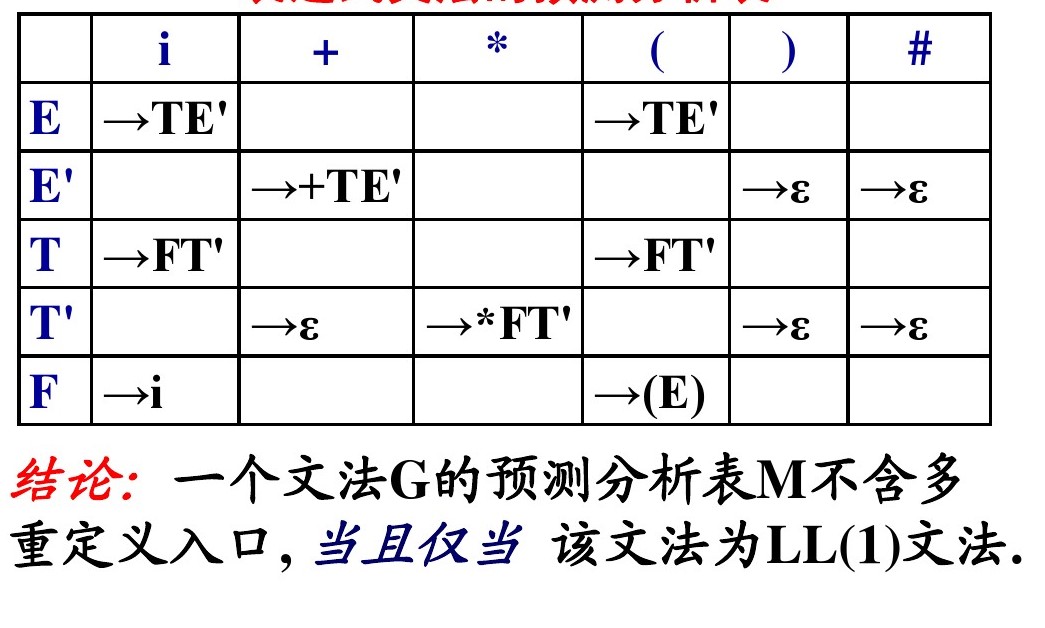 i + * ( ) #
E →TE' →TE'
E' →+TE' →ε →ε
T →FT' →FT'
T' →ε →*FT' →ε →ε
F →i →(E)
结论: 一个文法G的预测分析表M不含多
重定义入口, 当且仅当 该文法为LL(1)文法.